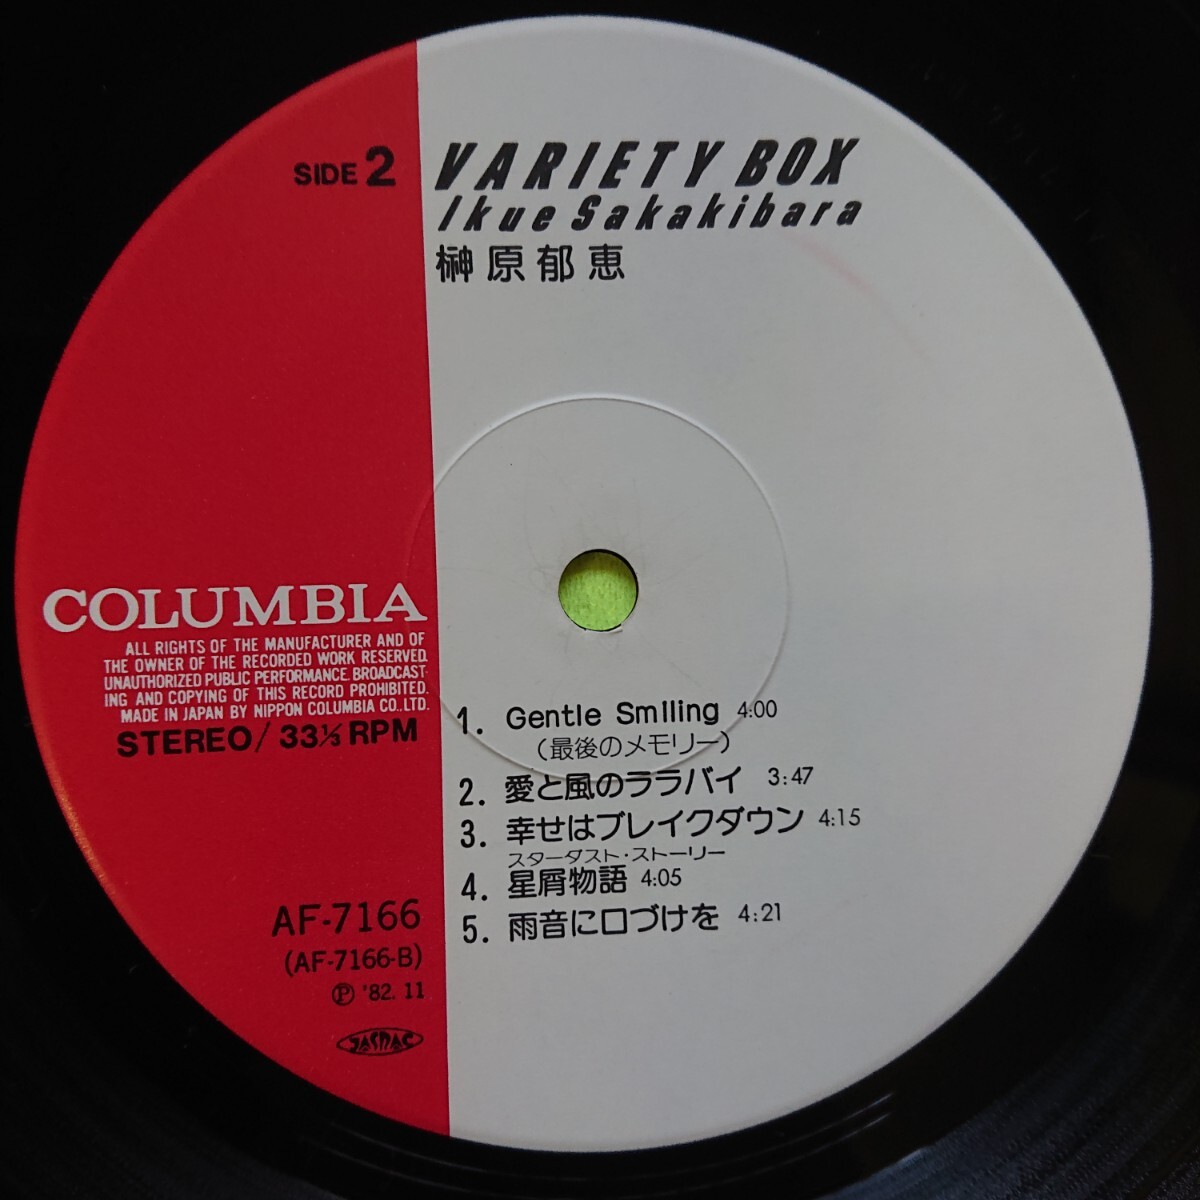 SIDE 2
VARIETY BOX
Ikue Sakakibara
榊原郁恵
COLUMBIA
ALL RIGHTS OF THE MANUFACTURER AND OF
THE OWNER OF THE RECORDED WORK RESERVED.
UNAUTHORIZED PUBLIC PERFORMANCE. BROADCAST-
ING AND COPYING OF THIS RECORD PROHIBITED.
MADE IN JAPAN BY NIPPON COLUMBIA CO.,LTD.
STEREO/33⅓ RPM
AF-7166
(AF-7166-B)
Ⓟ '82. 11
JASRAC
1. Gentle Smiling 4:00
(最後のメモリー)
2. 愛と風のララバイ 3:47
3. 幸せはブレイクダウン 4:15
スターダスト・ストーリー
4. 星屑物語 4:05
5. 雨音に口づけを 4:21